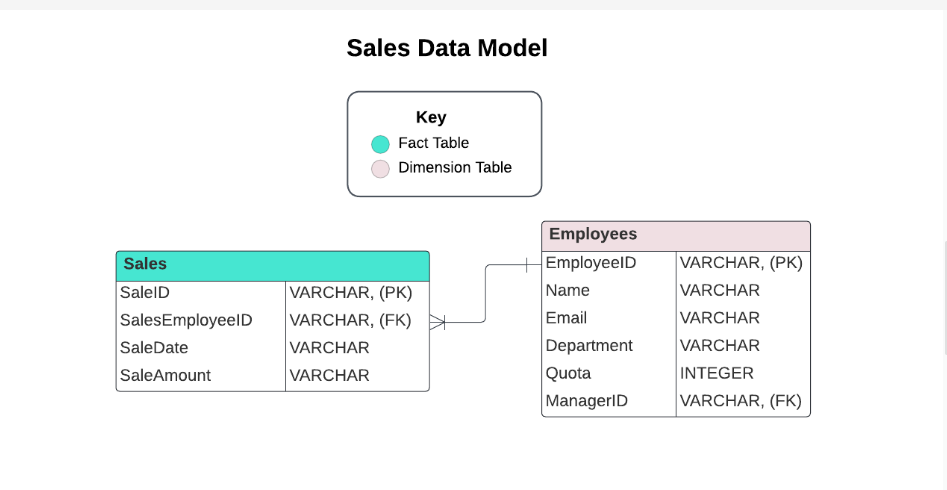 Sales Data Model
Key
Fact Table
Dimension Table
Sales
SaleID VARCHAR, (PK)
SalesEmployeeID VARCHAR, (FK)
SaleDate VARCHAR
SaleAmount VARCHAR
Employees
EmployeeID VARCHAR, (PK)
Name VARCHAR
Email VARCHAR
Department VARCHAR
Quota INTEGER
ManagerID VARCHAR, (FK)